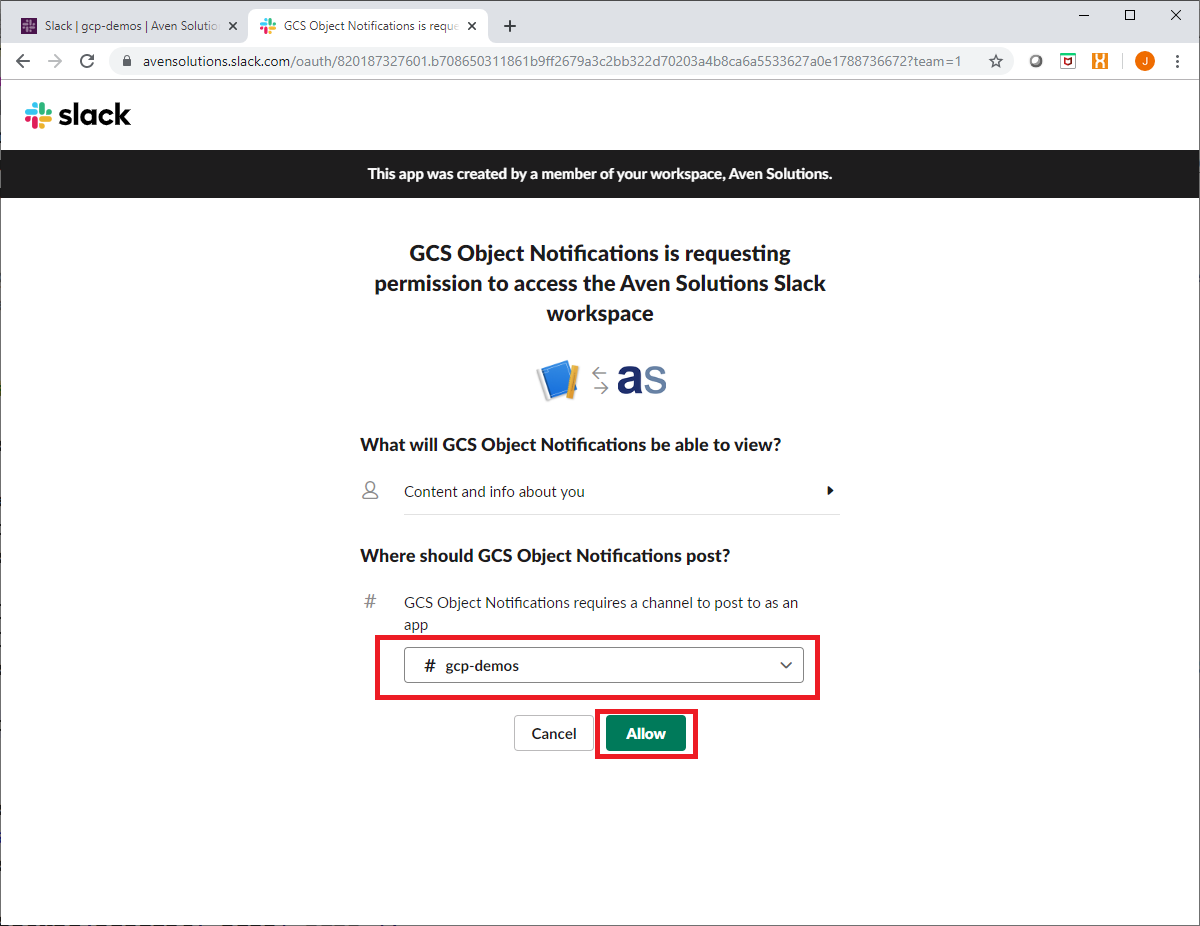 Slack | gcp-demos | Aven Solutio
GCS Object Notifications is reque
avensolutions.slack.com/oauth/820187327601.b708650311861b9ff2679a3c2bb322d70203a4b8ca6a5533627a0e1788736672?team=1
J
slack
This app was created by a member of your workspace, Aven Solutions.
GCS Object Notifications is requesting
permission to access the Aven Solutions Slack
workspace
as
What will GCS Object Notifications be able to view?
Content and info about you
Where should GCS Object Notifications post?
# GCS Object Notifications requires a channel to post to as an
app
# gcp-demos
Cancel Allow